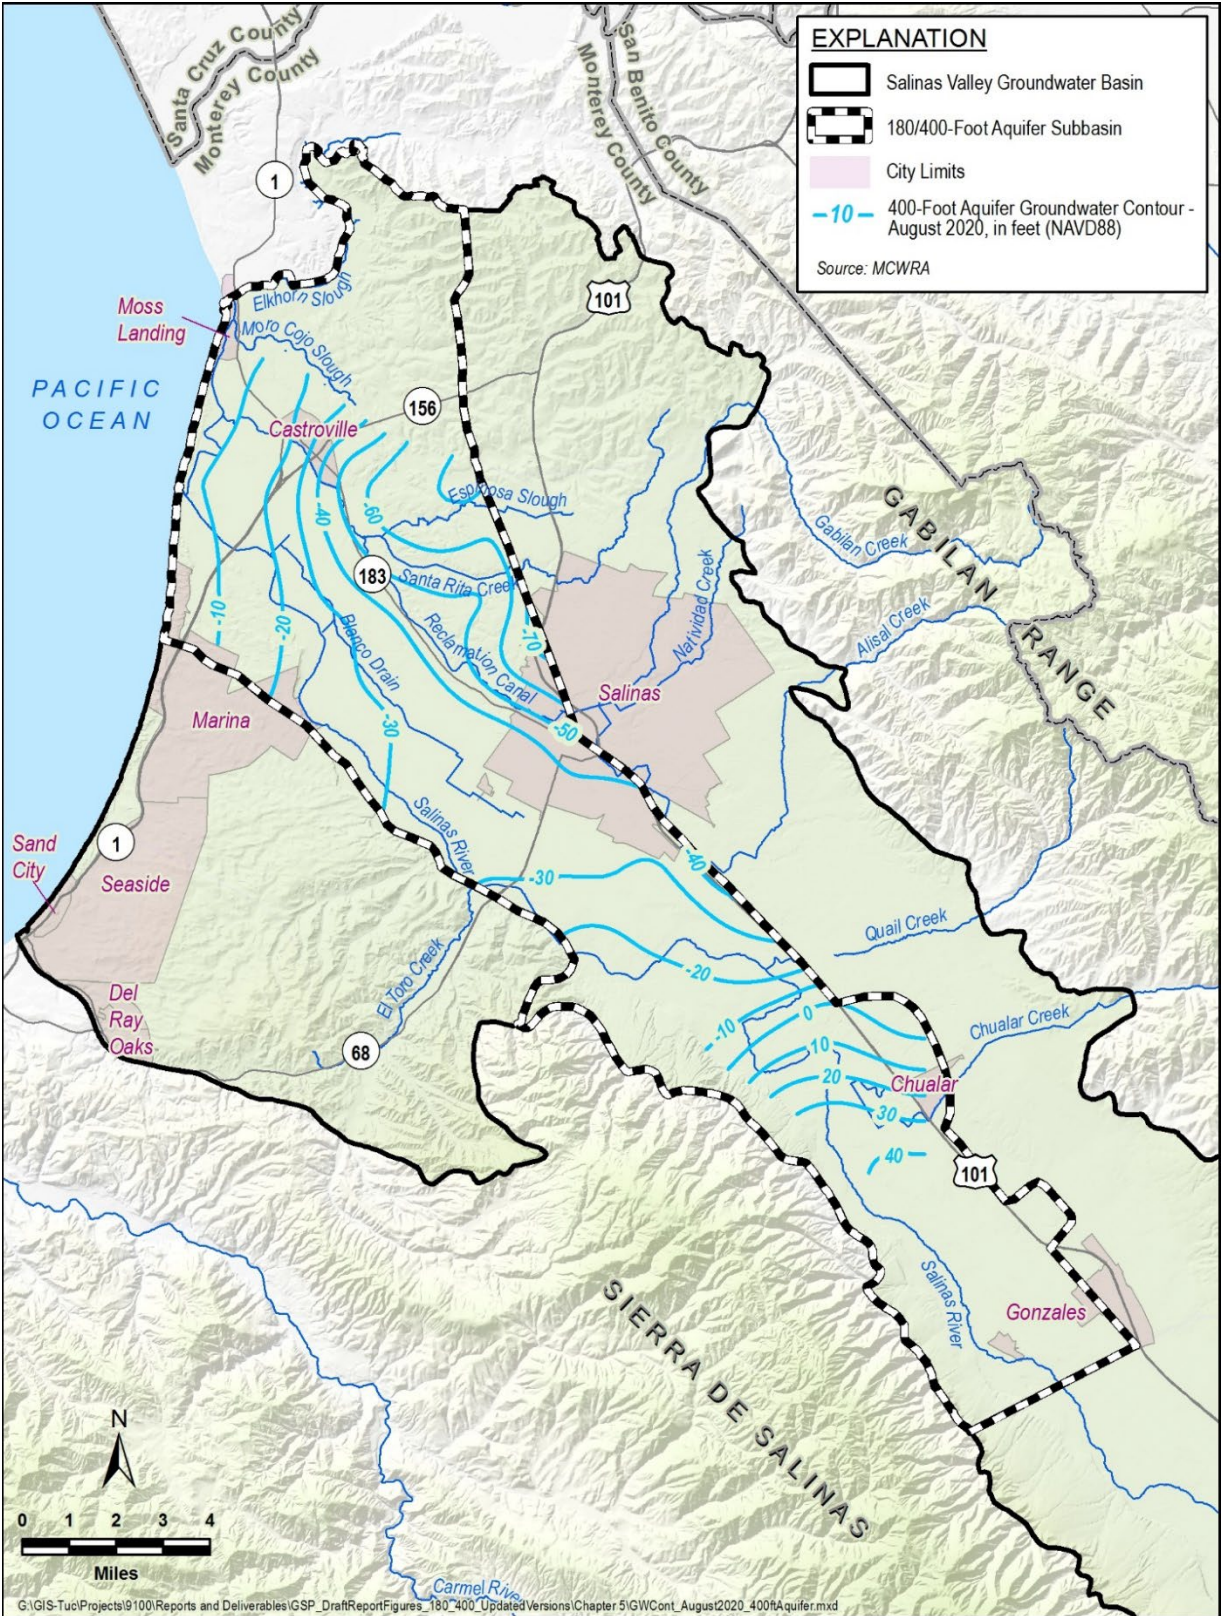 EXPLANATION
Salinas Valley Groundwater Basin
180/400-Foot Aquifer Subbasin
City Limits
-10
400-Foot Aquifer Groundwater Contour -
August 2020, in feet (NAVD88)
Source: MCWRA
Santa Cruz County
Monterey County
San Benito County
Monterey County
1
101
Elkhorn Slough
Moss
Landing
Moro Cojo Slough
PACIFIC
OCEAN
156
Castroville
Espinosa Slough
-60
-40
GABILAN
RANGE
Gabilan Creek
183
Santa Rita Creek
Natividad Creek
-10
-20
Blanco Drain
Reclamation Canal
-70
Alisal Creek
Salinas
Marina
-30
-50
Salinas River
Sand
City
1
Seaside
-30
-40
Quail Creek
El Toro Creek
-20
Del
Ray
Oaks
-10
0
Chualar Creek
68
10
20
Chualar
30
40
101
SIERRA DE SALINAS
Salinas River
Gonzales
N
0 1 2 3 4
Miles
Carmel River
G:\GIS-Tuc\Projects\9100\Reports and Deliverables\GSP_DraftReportFigures_180_400_UpdatedVersions\Chapter 5\GWCont_August2020_400ftAquifer.mxd